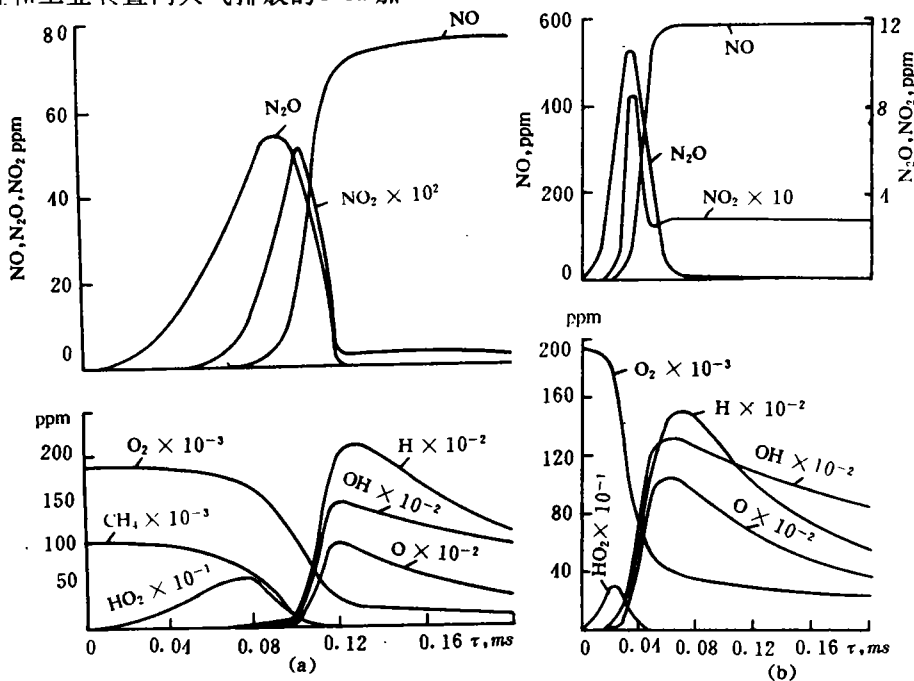 NO
80
60
40
20
0
NO, N₂O, NO₂ ppm
N₂O
NO₂ × 10²
ppm
200
150
100
50
O₂ × 10⁻³
CH₄ × 10⁻³
HO₂ × 10⁻¹
H × 10⁻²
OH × 10⁻²
O × 10⁻²
0
0.04
0.08
0.12
0.16 τ, ms
(a)
NO
600
400
200
0
NO, ppm
12
8
4
N₂O, NO₂, ppm
N₂O
NO₂ × 10
ppm
200
160
120
80
40
O₂ × 10⁻³
H × 10⁻²
OH × 10⁻²
O × 10⁻²
HO₂ × 10⁻¹
0
0.04
0.08
0.12
0.16 τ, ms
(b)